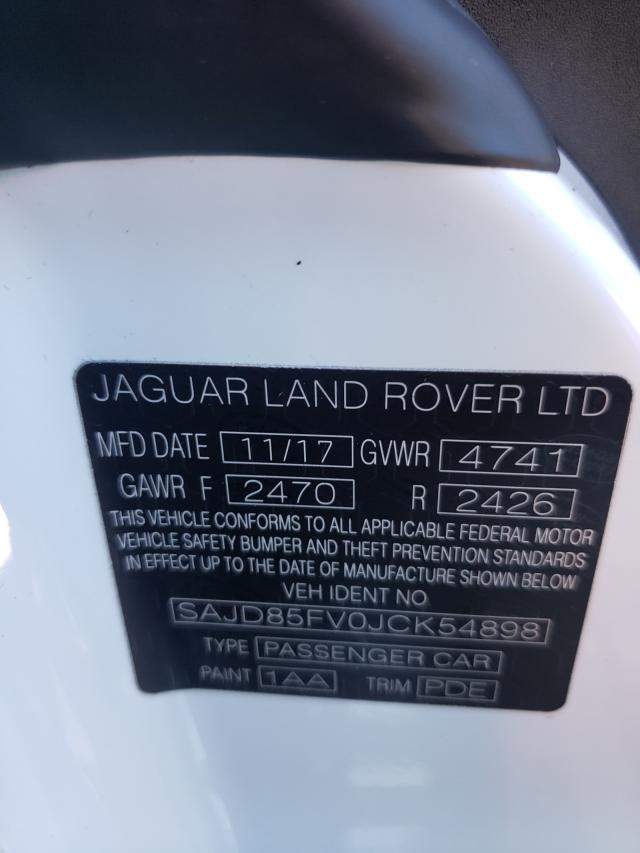 JAGUAR LAND ROVER LTD
MFD DATE 11/17 GVWR 4741
GAWR F 2470 R 2426
THIS VEHICLE CONFORMS TO ALL APPLICABLE FEDERAL MOTOR
VEHICLE SAFETY BUMPER AND THEFT PREVENTION STANDARDS
IN EFFECT UP TO THE DATE OF MANUFACTURE SHOWN BELOW
VEH IDENT NO.
SAJD85FV0JCK54898
TYPE PASSENGER CAR
PAINT 1AA TRIM PDE